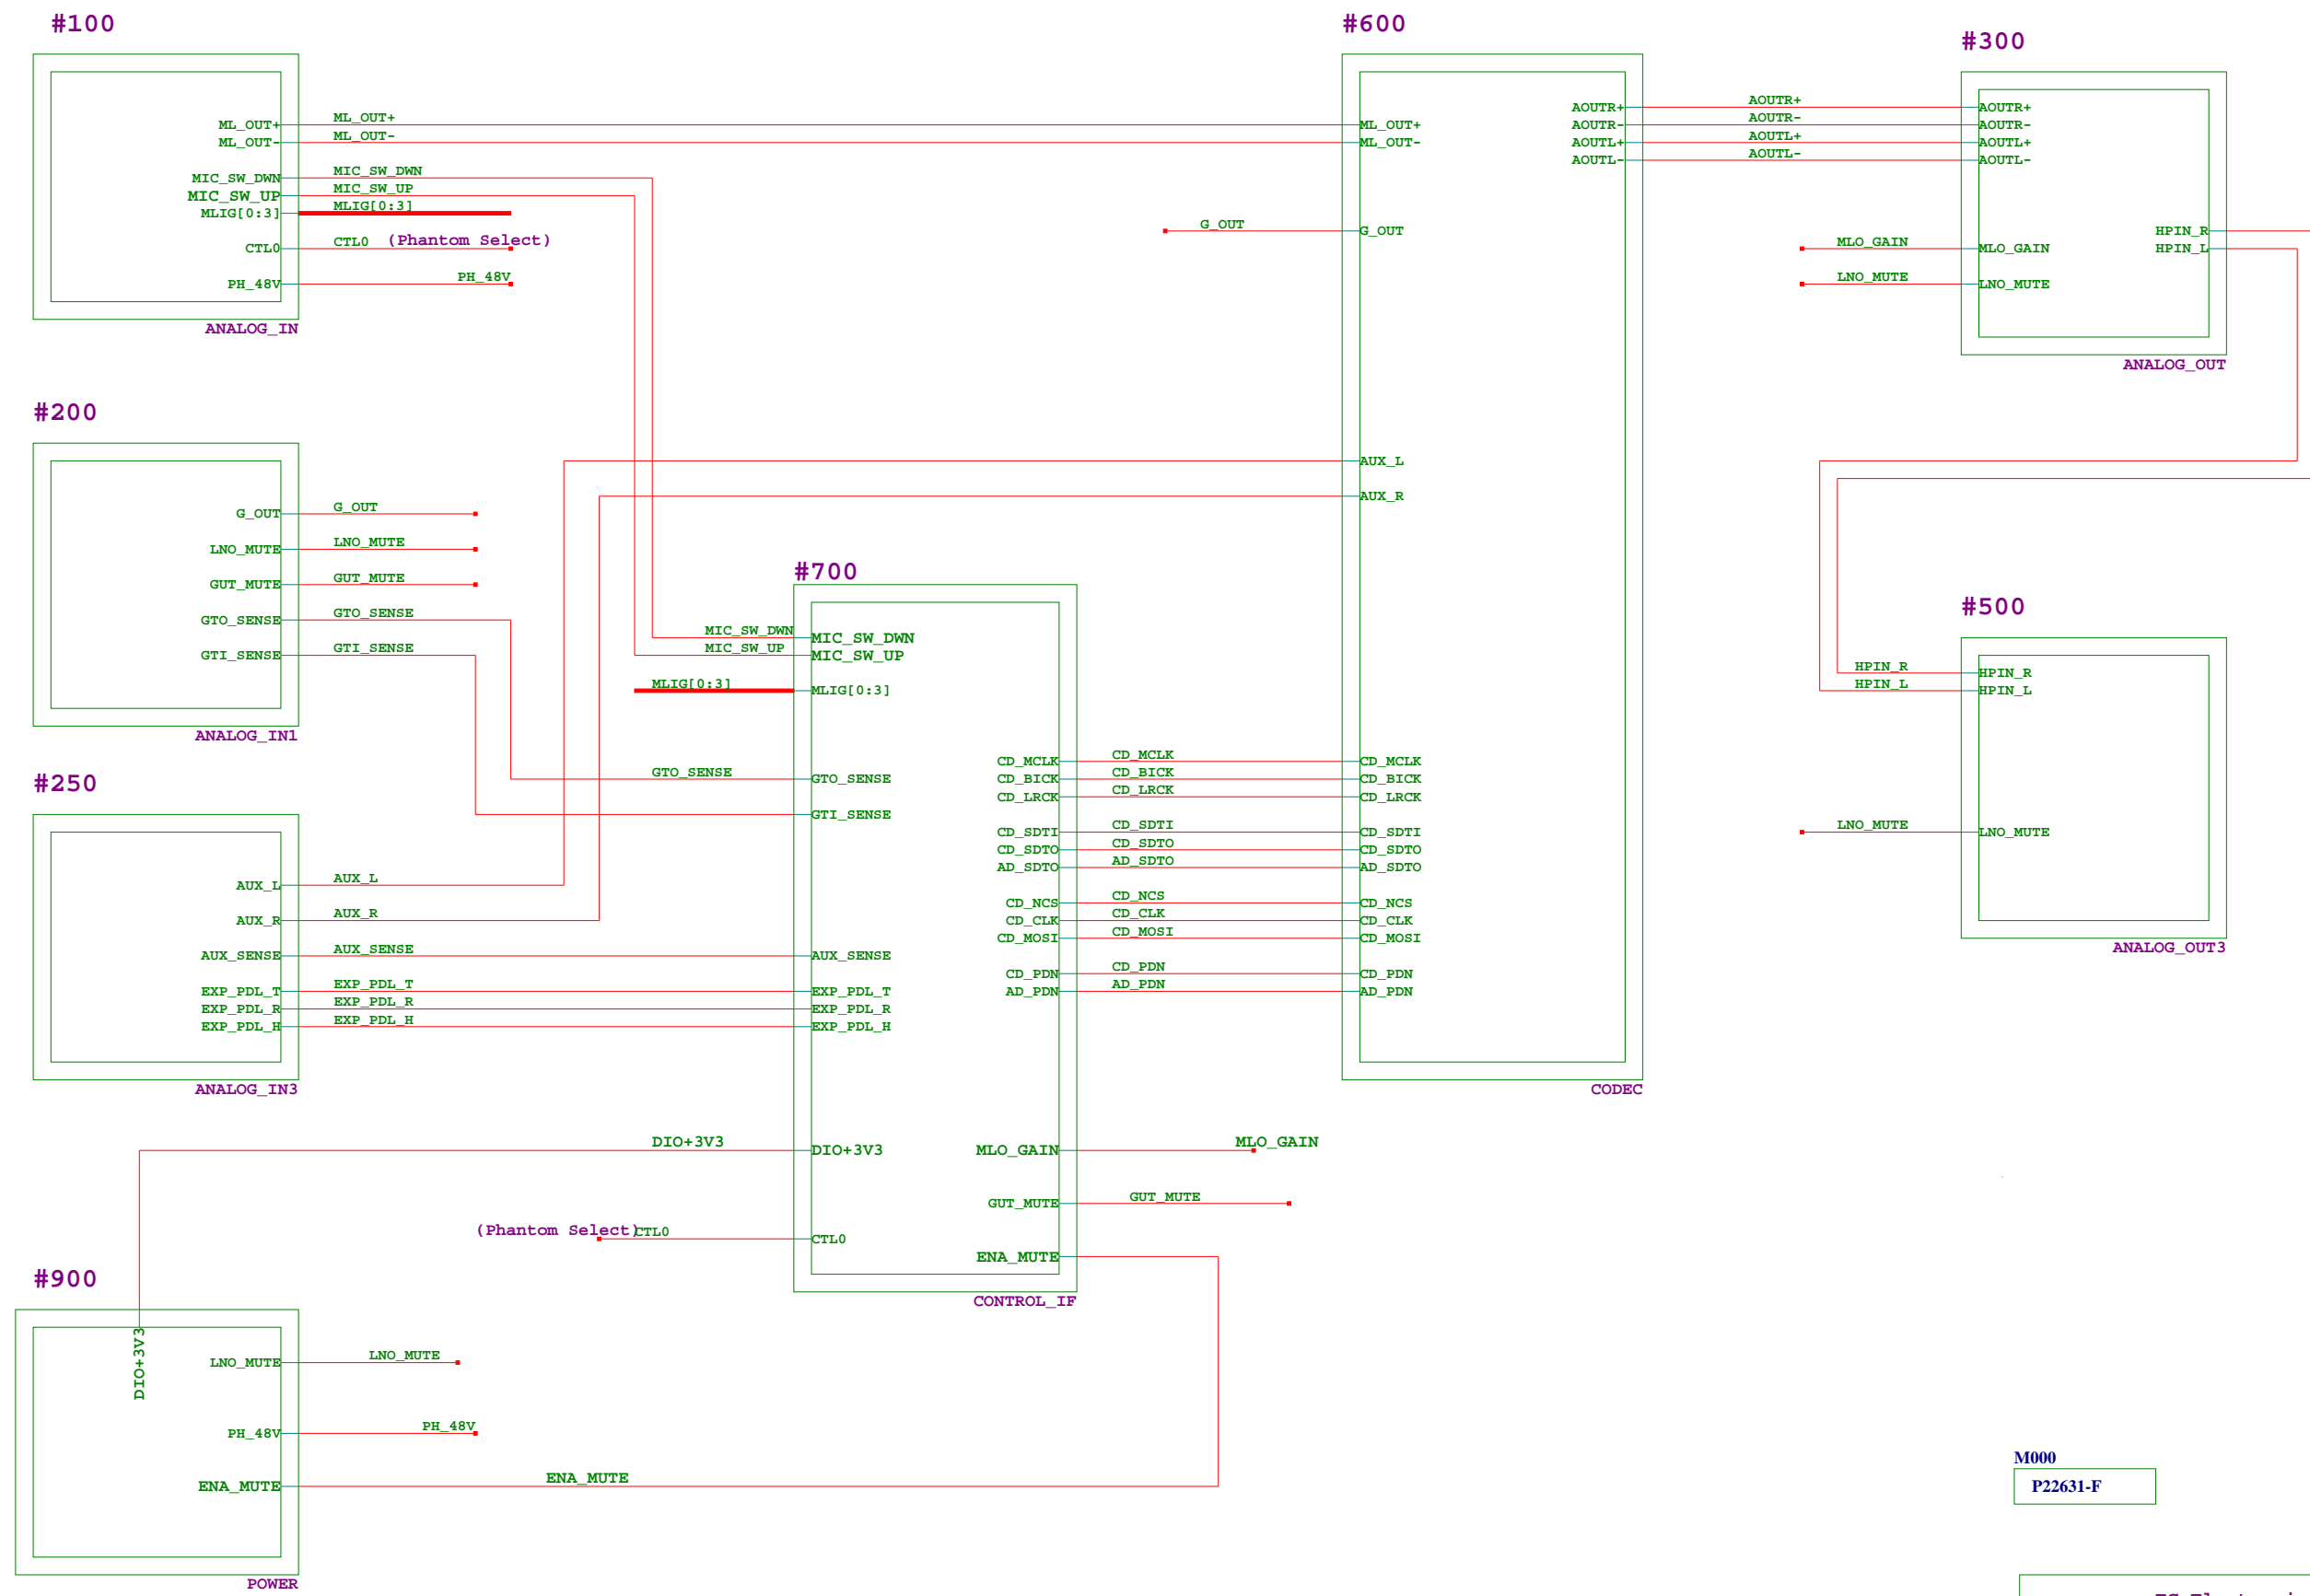 #100
ML_OUT+ ML_OUT+
ML_OUT- ML_OUT-
MIC_SW_DWN MIC_SW_DWN
MIC_SW_UP MIC_SW_UP
MLIG[0:3] MLIG[0:3]
CTL0 CTL0 (Phantom Select)
PH_48V PH_48V
ANALOG_IN
#200
G_OUT G_OUT
LNO_MUTE LNO_MUTE
GUT_MUTE GUT_MUTE
GTO_SENSE GTO_SENSE
GTI_SENSE GTI_SENSE
ANALOG_IN1
#250
AUX_L AUX_L
AUX_R AUX_R
AUX_SENSE AUX_SENSE
EXP_PDL_T EXP_PDL_T
EXP_PDL_R EXP_PDL_R
EXP_PDL_H EXP_PDL_H
ANALOG_IN3
#900
DIO+3V3
LNO_MUTE LNO_MUTE
PH_48V PH_48V
ENA_MUTE ENA_MUTE
POWER
#700
MIC_SW_DWN MIC_SW_DWN
MIC_SW_UP MIC_SW_UP
MLIG[0:3] MLIG[0:3]
GTO_SENSE GTO_SENSE
GTI_SENSE
AUX_SENSE
EXP_PDL_T
EXP_PDL_R
EXP_PDL_H
DIO+3V3 DIO+3V3
(Phantom Select) CTL0 CTL0
CD_MCLK CD_MCLK
CD_BICK CD_BICK
CD_LRCK CD_LRCK
CD_SDTI CD_SDTI
CD_SDTO CD_SDTO
AD_SDTO AD_SDTO
CD_NCS CD_NCS
CD_CLK CD_CLK
CD_MOSI CD_MOSI
CD_PDN CD_PDN
AD_PDN AD_PDN
MLO_GAIN MLO_GAIN
GUT_MUTE GUT_MUTE
ENA_MUTE
CONTROL_IF
#600
ML_OUT+
ML_OUT-
G_OUT G_OUT
AUX_L
AUX_R
CD_MCLK
CD_BICK
CD_LRCK
CD_SDTI
CD_SDTO
AD_SDTO
CD_NCS
CD_CLK
CD_MOSI
CD_PDN
AD_PDN
AOUTR+ AOUTR+
AOUTR- AOUTR-
AOUTL+ AOUTL+
AOUTL- AOUTL-
CODEC
#300
AOUTR+
AOUTR-
AOUTL+
AOUTL-
MLO_GAIN MLO_GAIN
LNO_MUTE LNO_MUTE
HPIN_R
HPIN_L
ANALOG_OUT
#500
HPIN_R HPIN_R
HPIN_L HPIN_L
LNO_MUTE LNO_MUTE
ANALOG_OUT3
M000
P22631-F